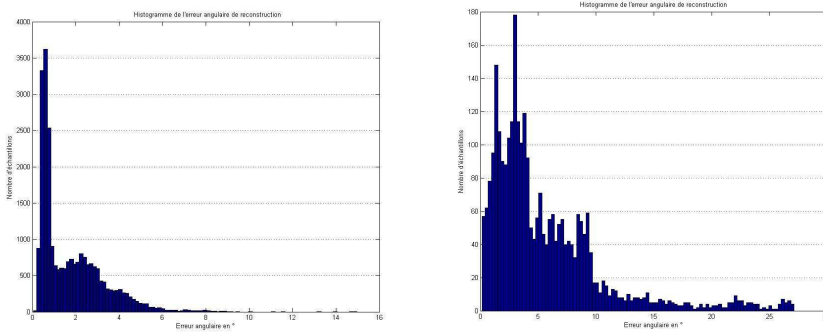 Histogramme de l'erreur angulaire de reconstruction
4000
3500
3000
2500
2000
1500
1000
500
0
Nombre d'échantillons
0 2 4 6 8 10 12 14 16
Erreur angulaire en °
Histogramme de l'erreur angulaire de reconstruction
180
160
140
120
100
80
60
40
20
0
Nombre d'échantillons
0 5 10 15 20 25 30
Erreur angulaire en °